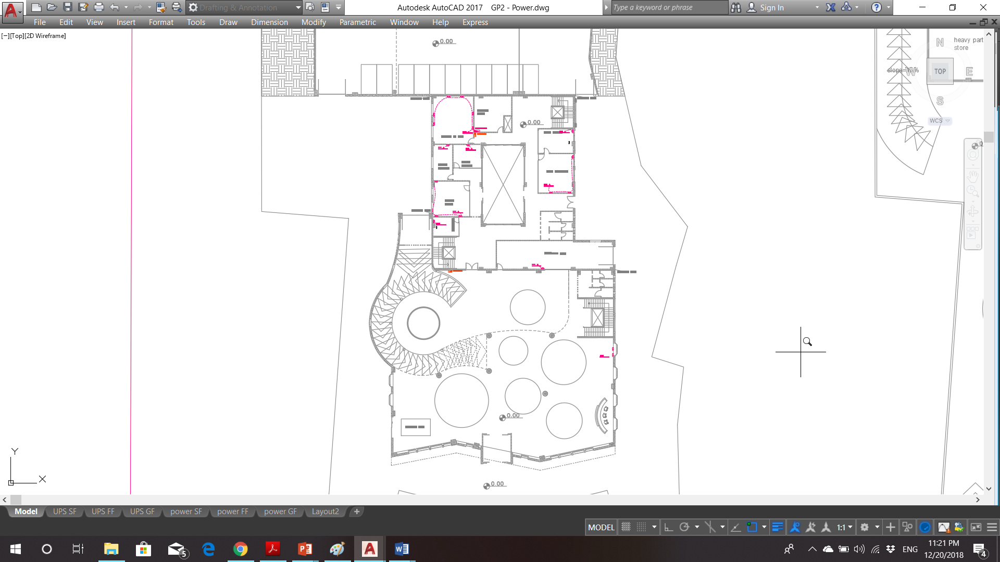 Drafting & Annotation
Autodesk AutoCAD 2017 GP2 - Power.dwg
Type a keyword or phrase
Sign In
File Edit View Insert Format Tools Draw Dimension Modify Parametric Window Help Express
[−][Top][2D Wireframe]
0.00
heavy part
store
N
W
TOP
E
S
WCS
0.00
0
0.00
0.00
Y
X
Model UPS SF UPS FF UPS GF power SF power FF power GF Layout2
MODEL
1:1
5
ENG
11:21 PM
12/20/2018
4